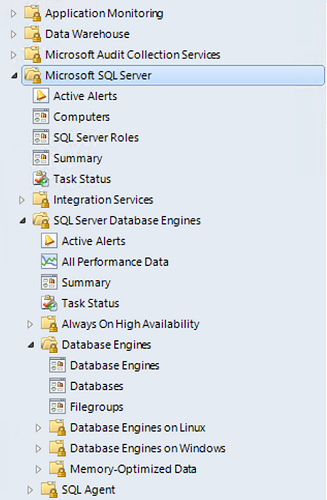 Application Monitoring
Data Warehouse
Microsoft Audit Collection Services
Microsoft SQL Server
Active Alerts
Computers
SQL Server Roles
Summary
Task Status
Integration Services
SQL Server Database Engines
Active Alerts
All Performance Data
Summary
Task Status
Always On High Availability
Database Engines
Database Engines
Databases
Filegroups
Database Engines on Linux
Database Engines on Windows
Memory-Optimized Data
SQL Agent